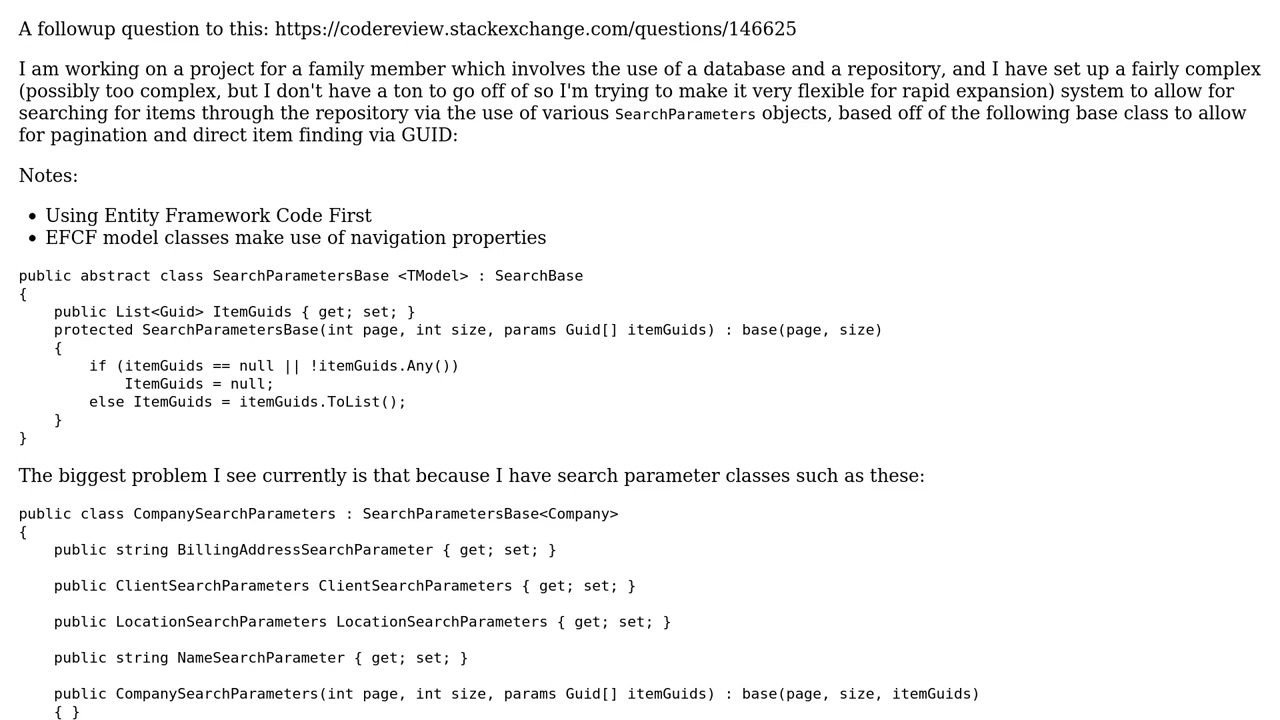 A followup question to this: https://codereview.stackexchange.com/questions/146625
I am working on a project for a family member which involves the use of a database and a repository, and I have set up a fairly complex
(possibly too complex, but I don't have a ton to go off of so I'm trying to make it very flexible for rapid expansion) system to allow for
searching for items through the repository via the use of various SearchParameters objects, based off of the following base class to allow
for pagination and direct item finding via GUID:
Notes:
• Using Entity Framework Code First
• EFCF model classes make use of navigation properties
public abstract class SearchParametersBase <TModel> : SearchBase
{
    public List<Guid> ItemGuids { get; set; }
    protected SearchParametersBase(int page, int size, params Guid[] itemGuids) : base(page, size)
    {
        if (itemGuids == null || !itemGuids.Any())
            ItemGuids = null;
        else ItemGuids = itemGuids.ToList();
    }
}
The biggest problem I see currently is that because I have search parameter classes such as these:
public class CompanySearchParameters : SearchParametersBase<Company>
{
    public string BillingAddressSearchParameter { get; set; }
    public ClientSearchParameters ClientSearchParameters { get; set; }
    public LocationSearchParameters LocationSearchParameters { get; set; }
    public string NameSearchParameter { get; set; }
    public CompanySearchParameters(int page, int size, params Guid[] itemGuids) : base(page, size, itemGuids)
    { }